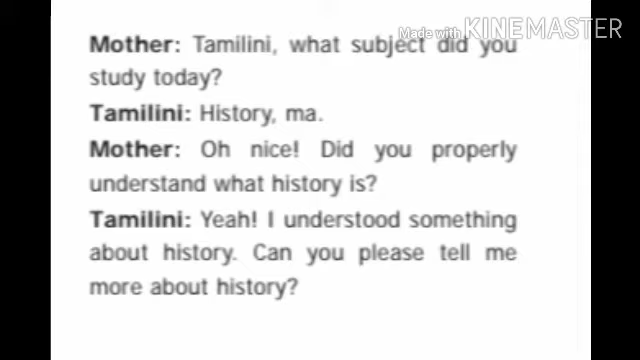 Made with KINEMASTER
Mother: Tamilini, what subject did you
study today?
Tamilini: History, ma.
Mother: Oh nice! Did you properly
understand what history is?
Tamilini: Yeah! I understood something
about history. Can you please tell me
more about history?